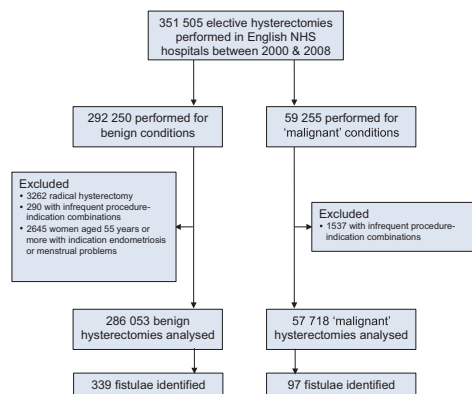 351 505 elective hysterectomies
performed in English NHS
hospitals between 2000 & 2008
292 250 performed for
benign conditions
59 255 performed for
‘malignant’ conditions
Excluded
• 3262 radical hysterectomy
• 290 with infrequent procedure-
indication combinations
• 2645 women aged 55 years or
more with indication endometriosis
or menstrual problems
Excluded
• 1537 with infrequent procedure-
indication combinations
286 053 benign
hysterectomies analysed
57 718 ‘malignant’
hysterectomies analysed
339 fistulae identified
97 fistulae identified